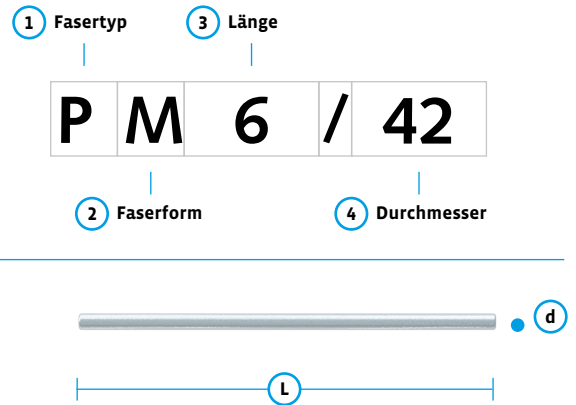 1 Fasertyp 3 Länge
P M 6 / 42
2 Faserform 4 Durchmesser
d
L